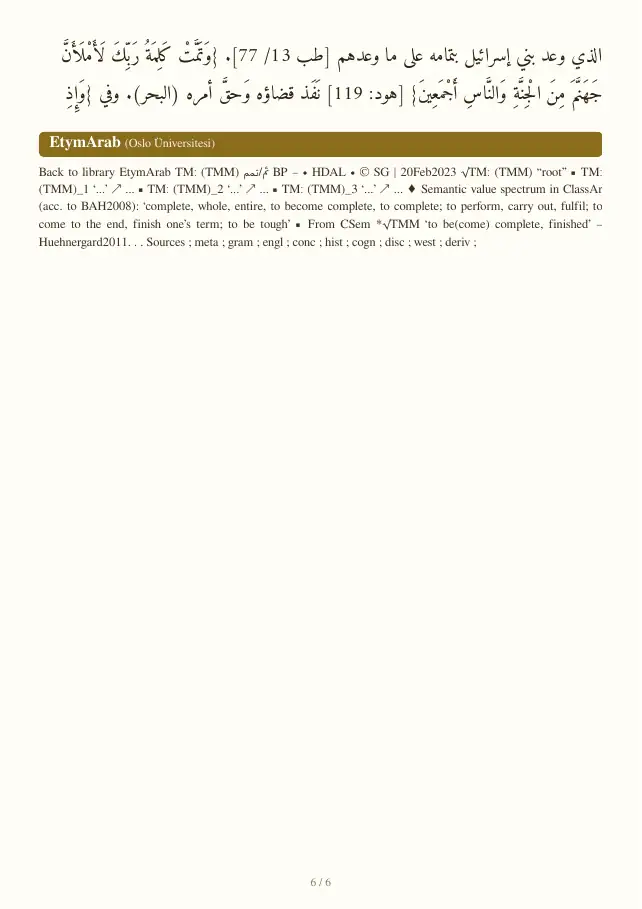 الذي وعد بني إسرائيل بتمامه على ما وعدهم [طب 13/ 77]. {وَتَمَّتْ كَلِمَةُ رَبِّكَ لَأَمْلَأَنَّ
جَهَنَّمَ مِنَ الْجِنَّةِ وَالنَّاسِ أَجْمَعِينَ} [هود: 119] نَفَذ قضاؤه وَحقَّ أمره (البحر). وفي {وَإِذِ
EtymArab (Oslo Üniversitesi)
Back to library EtymArab TM: (TMM) تمّ/تمم BP – • HDAL • © SG | 20Feb2023 √TM: (TMM) “root” ▪ TM:
(TMM)_1 ‘...’ ↗ ... ▪ TM: (TMM)_2 ‘...’ ↗ ... ▪ TM: (TMM)_3 ‘...’ ↗ ... ♦ Semantic value spectrum in ClassAr
(acc. to BAH2008): ‘complete, whole, entire, to become complete, to complete; to perform, carry out, fulfil; to
come to the end, finish one’s term; to be tough’ ▪ From CSem *√TMM ‘to be(come) complete, finished’ –
Huehnergard2011. . . Sources ; meta ; gram ; engl ; conc ; hist ; cogn ; disc ; west ; deriv ;
6 / 6